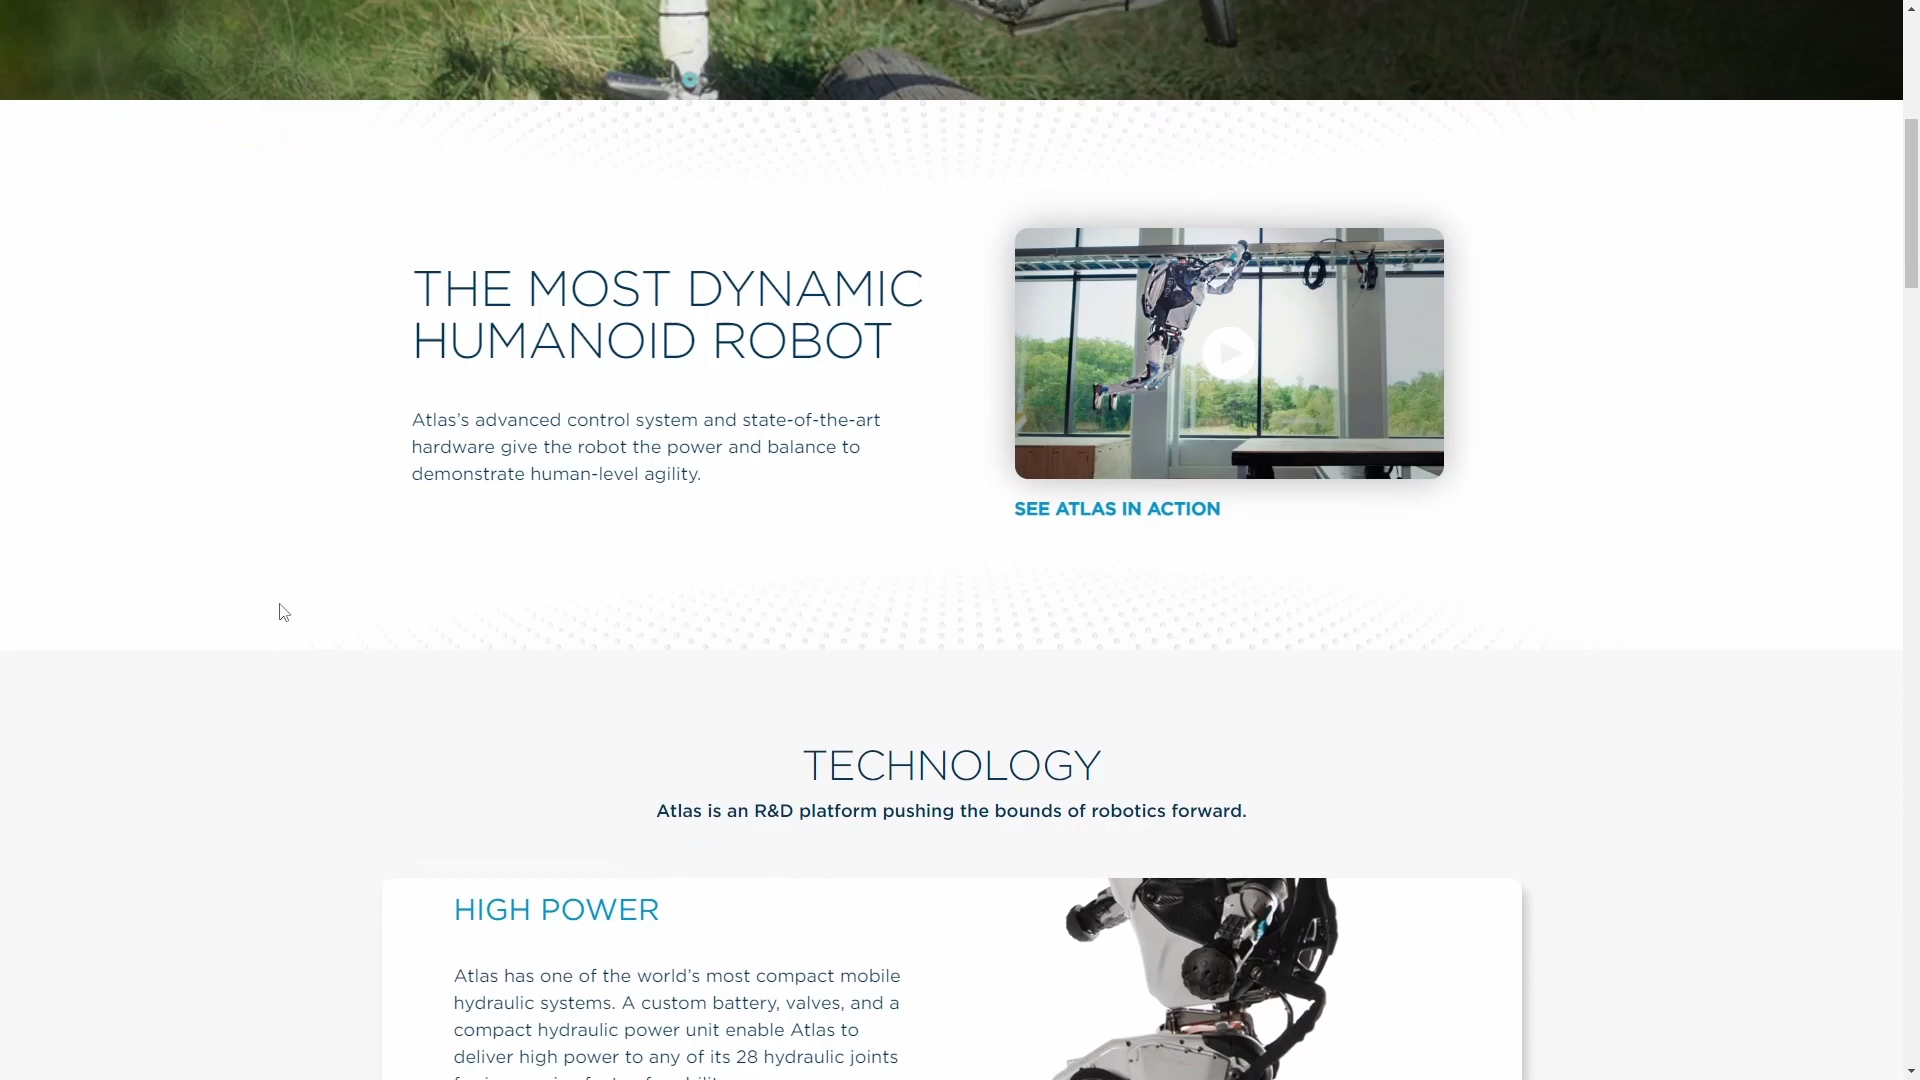 THE MOST DYNAMIC
HUMANOID ROBOT
Atlas’s advanced control system and state-of-the-art
hardware give the robot the power and balance to
demonstrate human-level agility.
SEE ATLAS IN ACTION
TECHNOLOGY
Atlas is an R&D platform pushing the bounds of robotics forward.
HIGH POWER
Atlas has one of the world’s most compact mobile
hydraulic systems. A custom battery, valves, and a
compact hydraulic power unit enable Atlas to
deliver high power to any of its 28 hydraulic joints